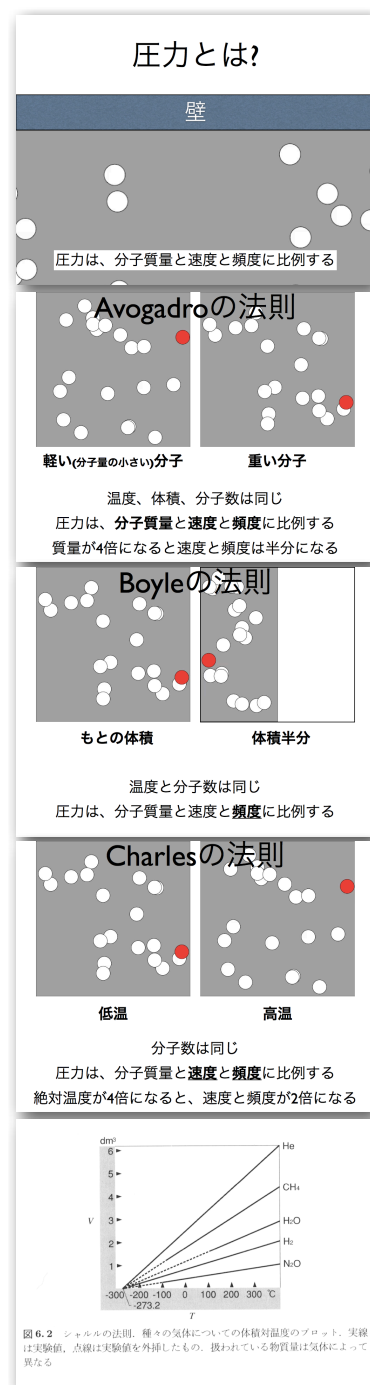 圧力とは?
壁
圧力は、分子質量と速度と頻度に比例する
Avogadroの法則
軽い(分子量の小さい)分子
重い分子
温度、体積、分子数は同じ
圧力は、分子質量と速度と頻度に比例する
質量が4倍になると速度と頻度は半分になる
Boyleの法則
もとの体積
体積半分
温度と分子数は同じ
圧力は、分子質量と速度と頻度に比例する
Charlesの法則
低温
高温
分子数は同じ
圧力は、分子質量と速度と頻度に比例する
絶対温度が4倍になると、速度と頻度が2倍になる
dm³
6
5
4
3
2
1
V
He
CH₄
H₂O
H₂
N₂O
-300 -200 -100 0 100 200 300 ℃
-273.2
T
図6.2 シャルルの法則．種々の気体についての体積対温度のプロット．実線
は実験値，点線は実験値を外挿したもの．扱われている物質量は気体によって
異なる